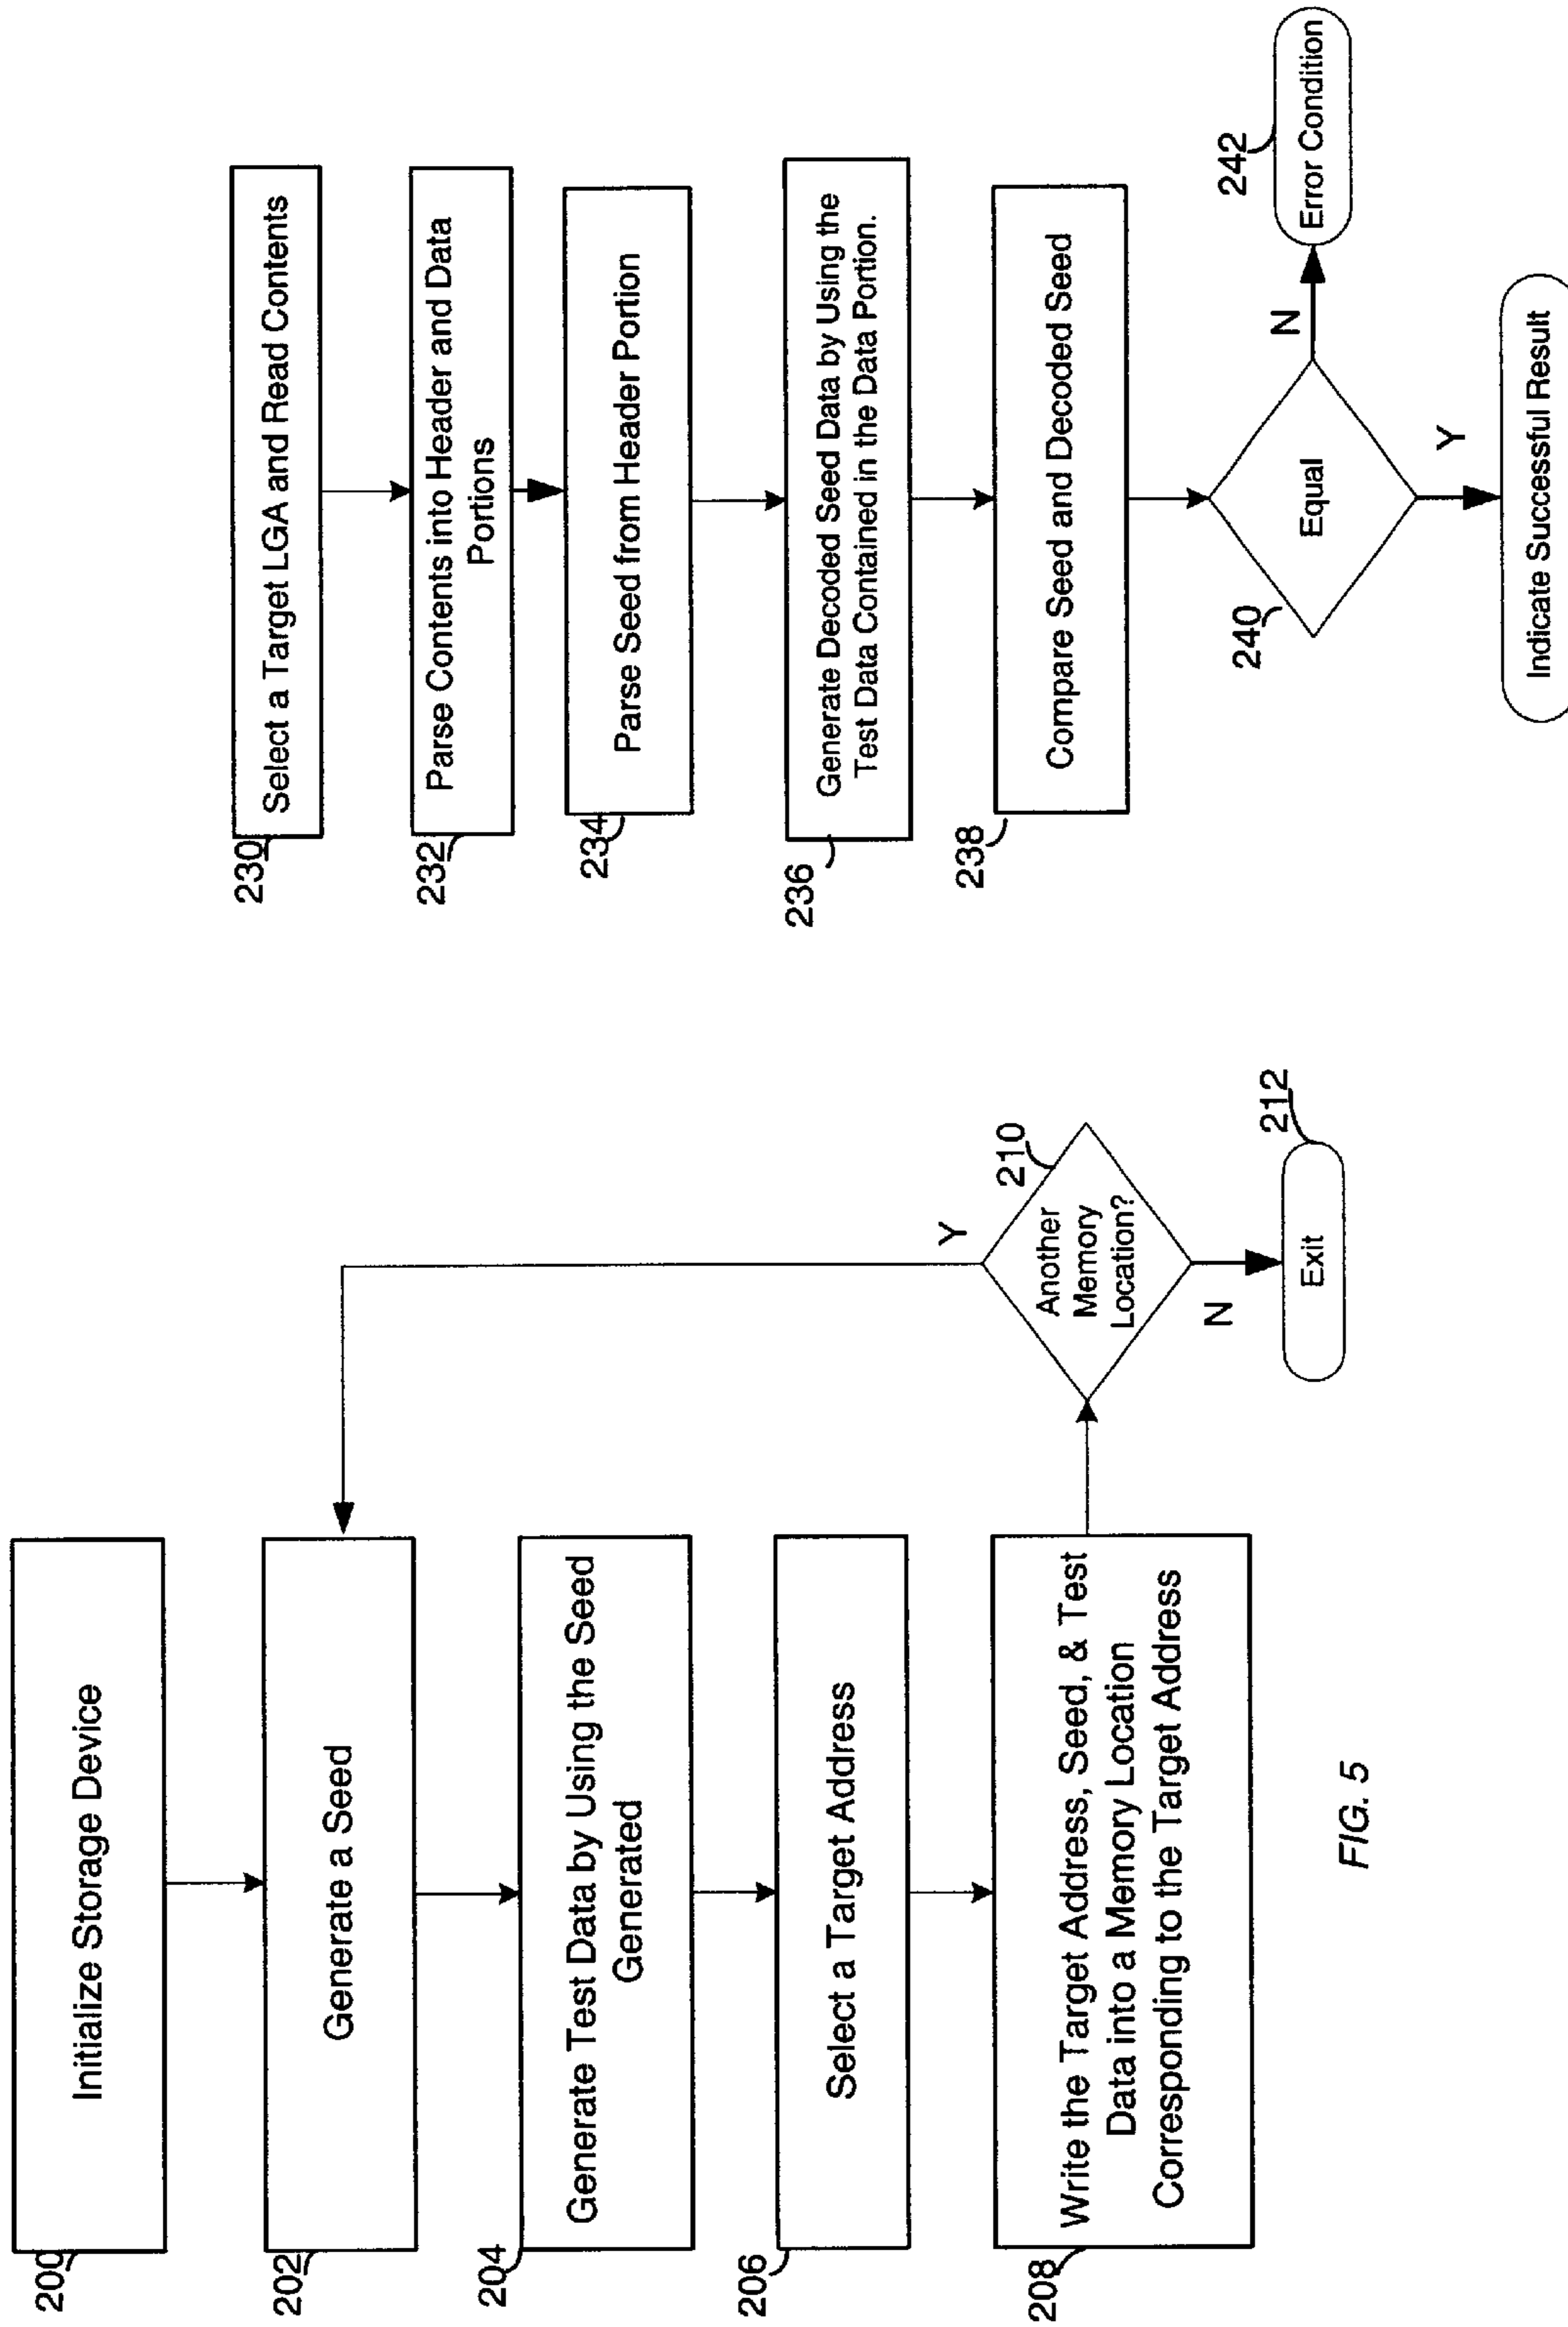 200
Initialize Storage Device
202
Generate a Seed
204
Generate Test Data by Using the Seed
Generated
206
Select a Target Address
208
Write the Target Address, Seed, & Test
Data into a Memory Location
Corresponding to the Target Address
210
Another
Memory
Location?
Y
N
212
Exit
FIG. 5
230
Select a Target LGA and Read Contents
232
Parse Contents into Header and Data
Portions
234
Parse Seed from Header Portion
236
Generate Decoded Seed Data by Using the
Test Data Contained in the Data Portion.
238
Compare Seed and Decoded Seed
240
Equal
N
242
Error Condition
Y
Indicate Successful Result